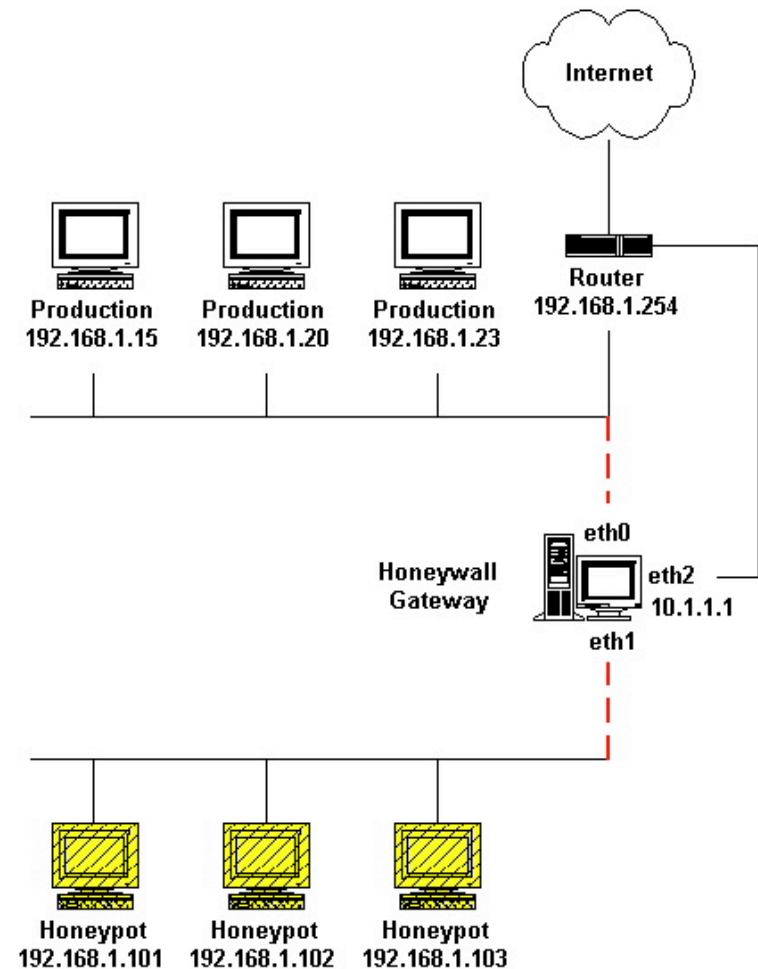 Internet
Production
192.168.1.15
Production
192.168.1.20
Production
192.168.1.23
Router
192.168.1.254
Honeywall
Gateway
eth0
eth2
10.1.1.1
eth1
Honeypot
192.168.1.101
Honeypot
192.168.1.102
Honeypot
192.168.1.103